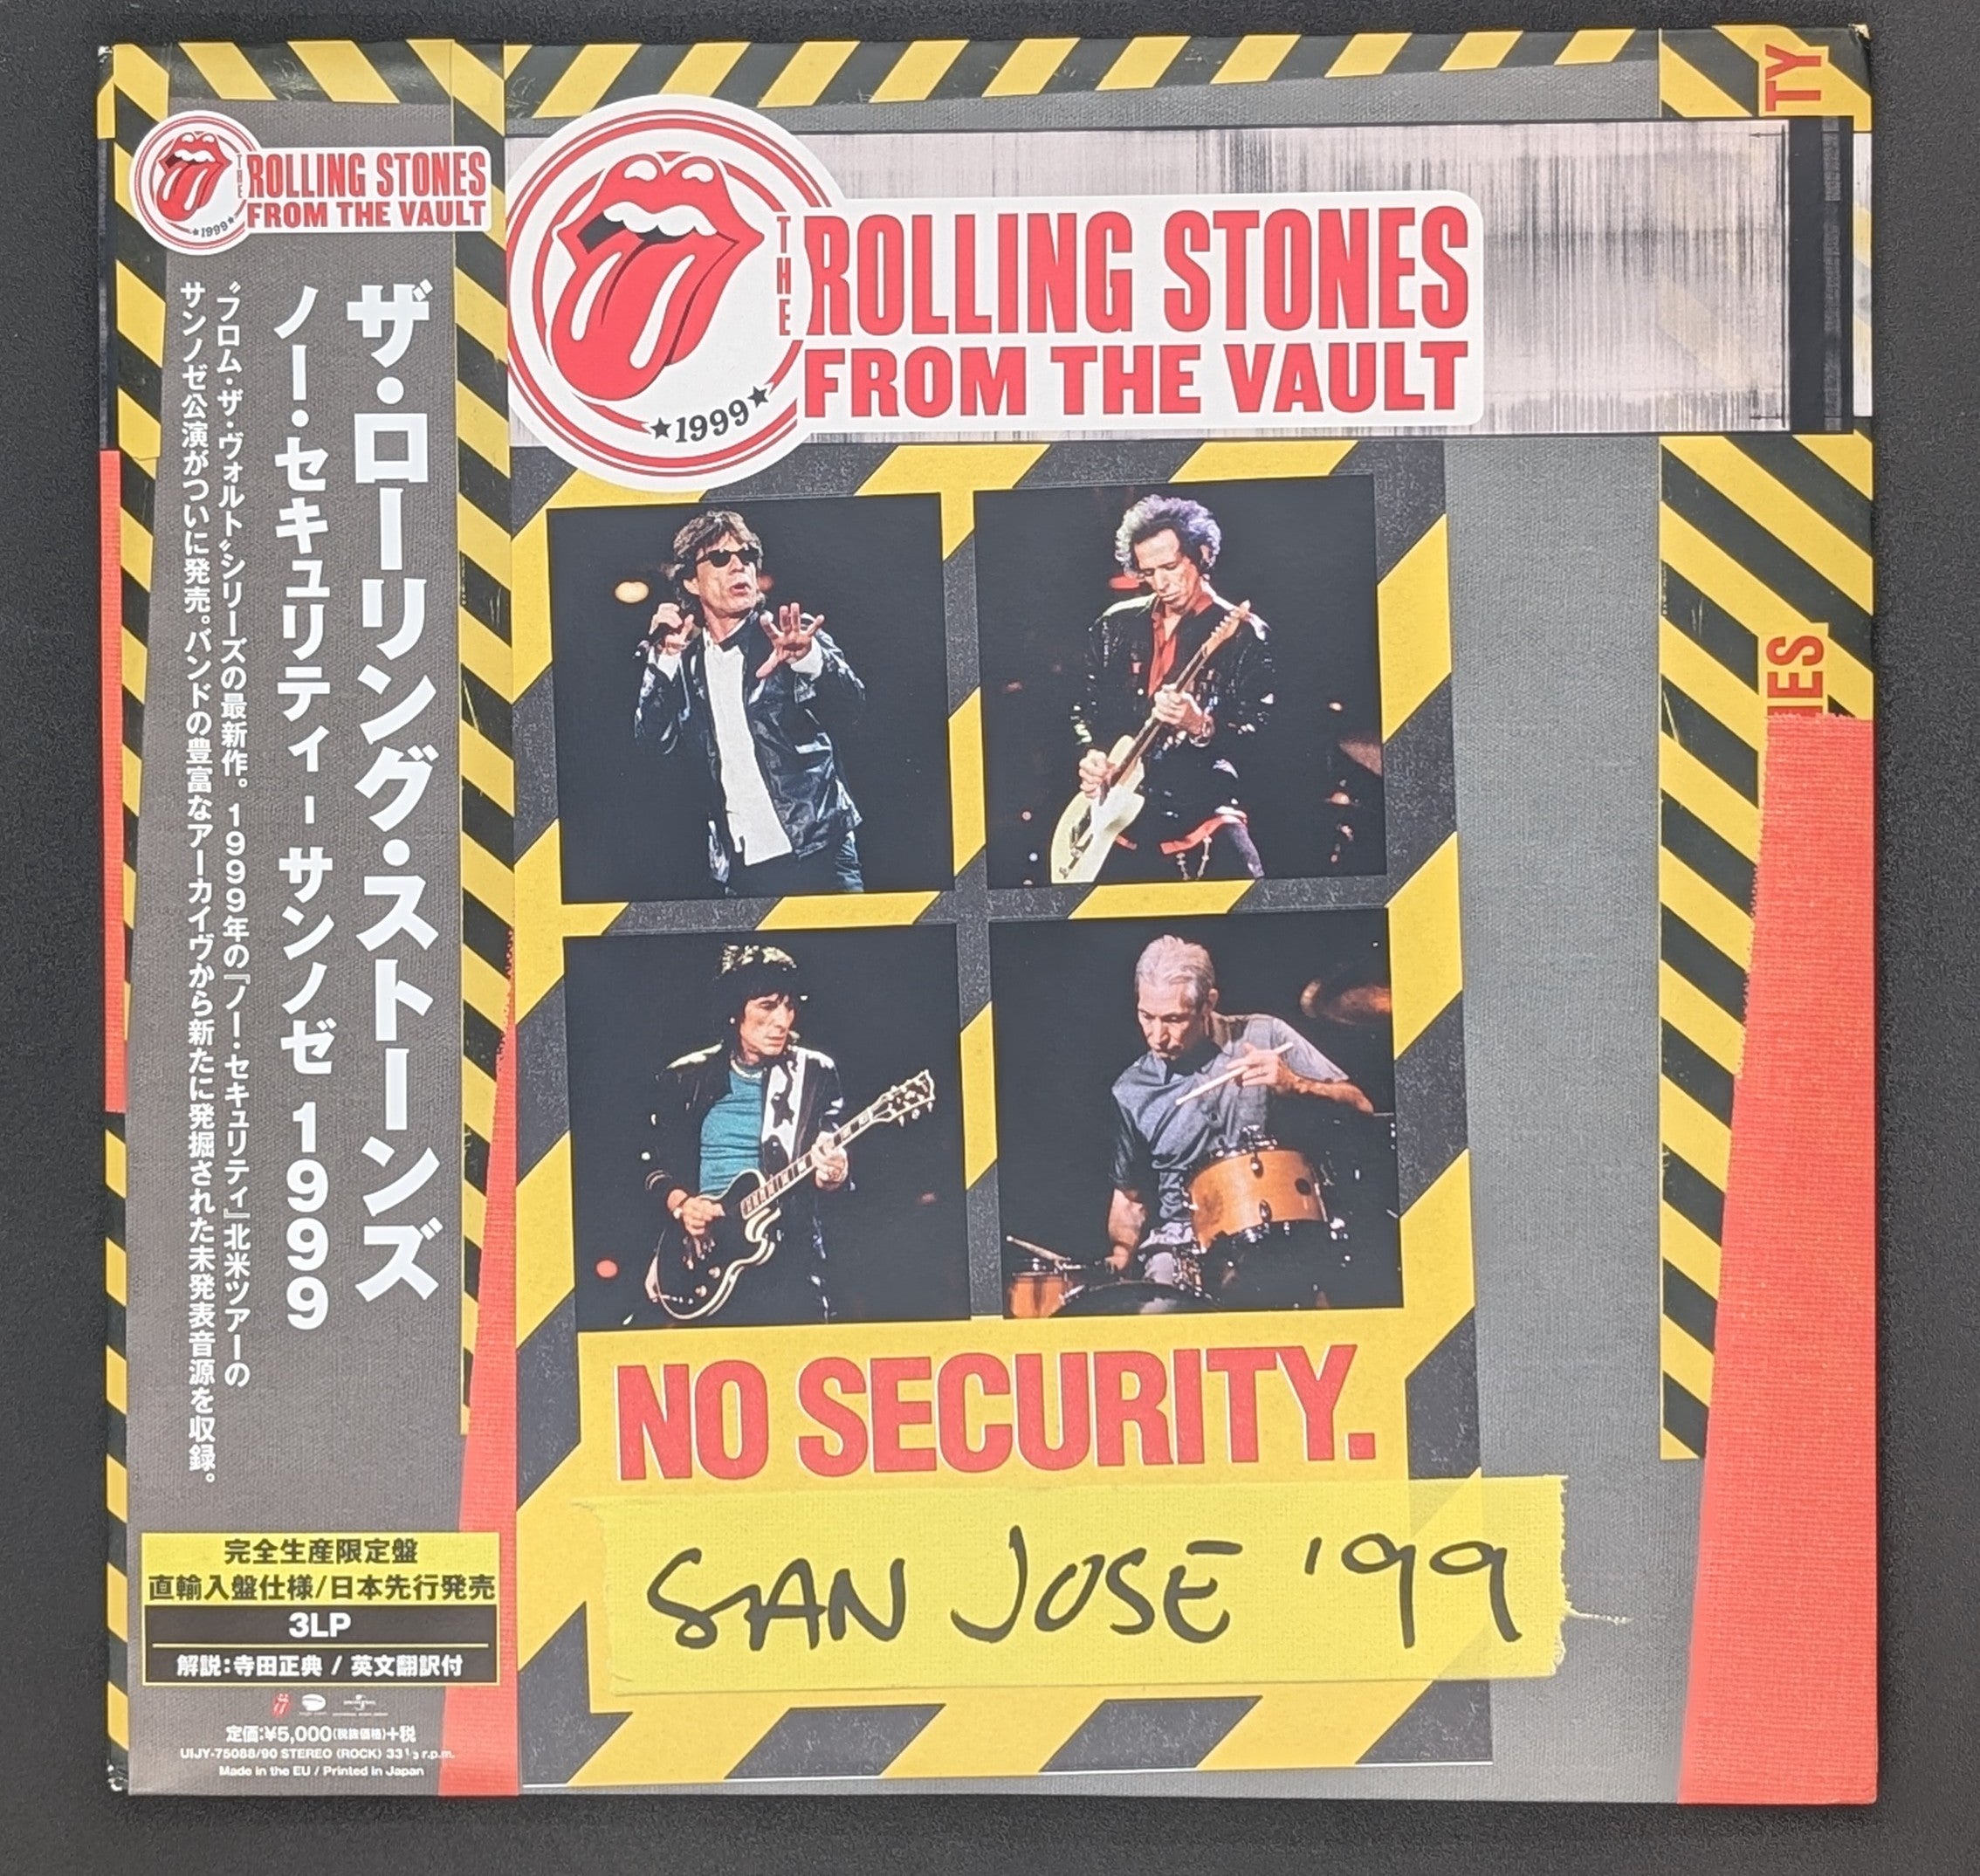 THE
ROLLING STONES
FROM THE VAULT
★1999★
ザ・ローリング・ストーンズ
ノー・セキュリティ - サンノゼ 1999
〝フロム・ザ・ヴォルト〟シリーズの最新作。1999年の『ノー・セキュリティ』北米ツアーの
サンノゼ公演がついに発売。バンドの豊富なアーカイヴから新たに発掘された未発表音源を収録。
完全生産限定盤
直輸入盤仕様/日本先行発売
3LP
解説:寺田正典 / 英文翻訳付
定価:¥5,000(税抜価格)+税
UIJY-75088/90 STEREO (ROCK) 33 1/3 r.p.m.
Made in the EU / Printed in Japan
THE
ROLLING STONES
FROM THE VAULT
★1999★
NO SECURITY.
SAN JOSE '99
TY
IES